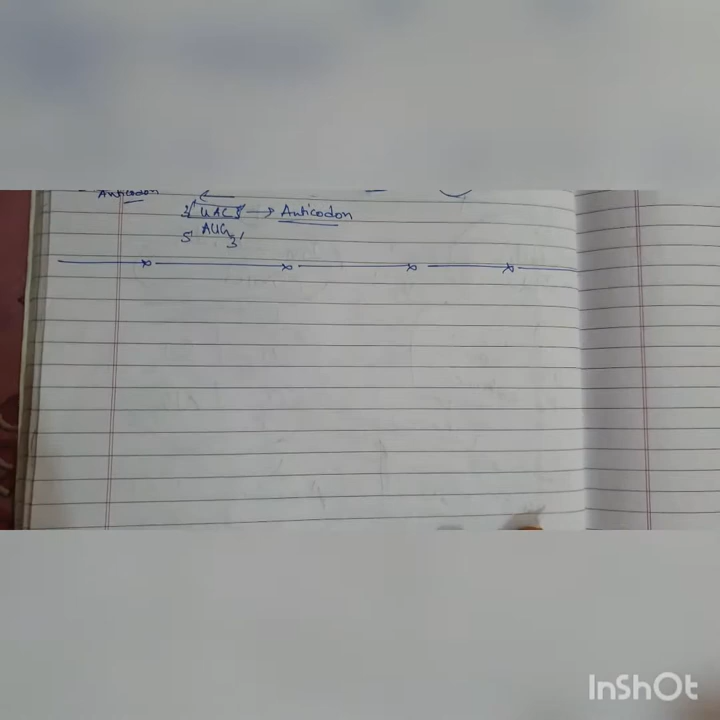 Anticodon
3' UAC 5' → Anticodon
5' AUG 3'
InShOt